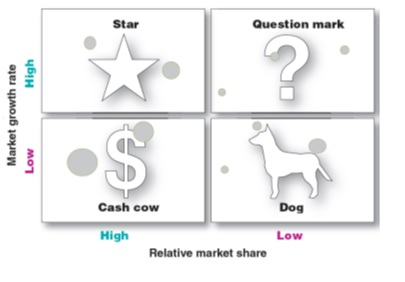 Star
Question mark
Market growth rate
High
Low
Cash cow
Dog
High
Low
Relative market share